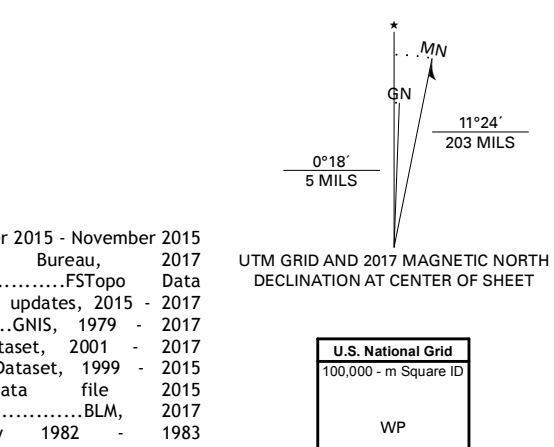 MN
GN
11°24´
203 MILS
0°18´
5 MILS
UTM GRID AND 2017 MAGNETIC NORTH
DECLINATION AT CENTER OF SHEET
er 2015 - November 2015
Bureau, 2017
..........FSTopo Data
updates, 2015 - 2017
...GNIS, 1979 - 2017
taset, 2001 - 2017
Dataset, 1999 - 2015
ata file 2015
.............BLM, 2017
y 1982 - 1983
U.S. National Grid
100,000 - m Square ID
WP